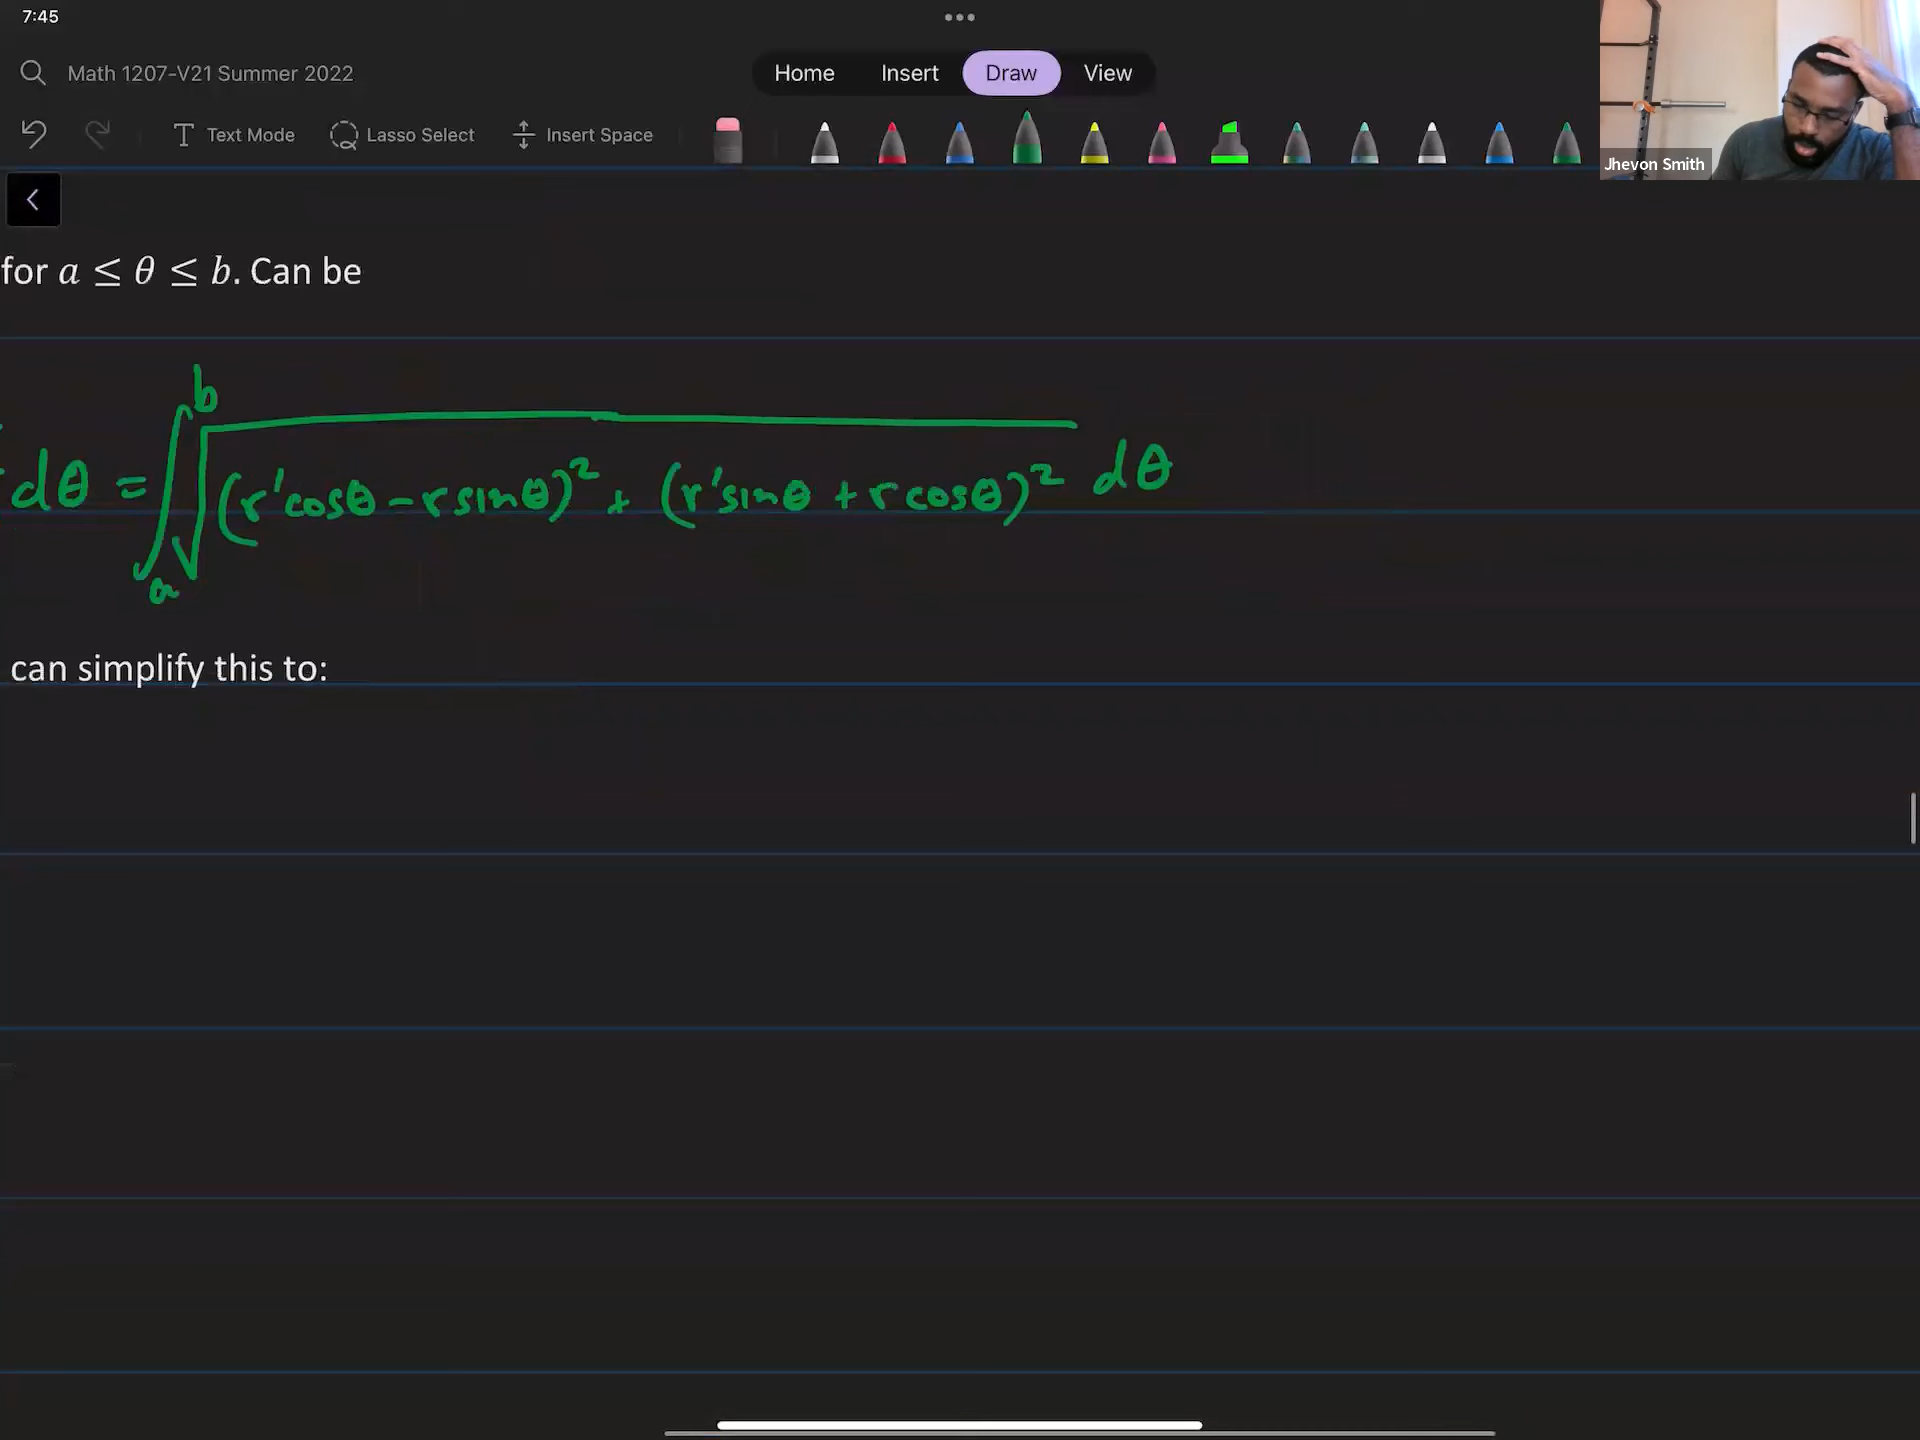 7:45
Math 1207-V21 Summer 2022
Home Insert Draw View
Text Mode Lasso Select Insert Space
Jhevon Smith
for a ≤ θ ≤ b. Can be
dθ = ∫_a^b √((r'cosθ - r sinθ)² + (r'sinθ + r cosθ)²) dθ
can simplify this to: